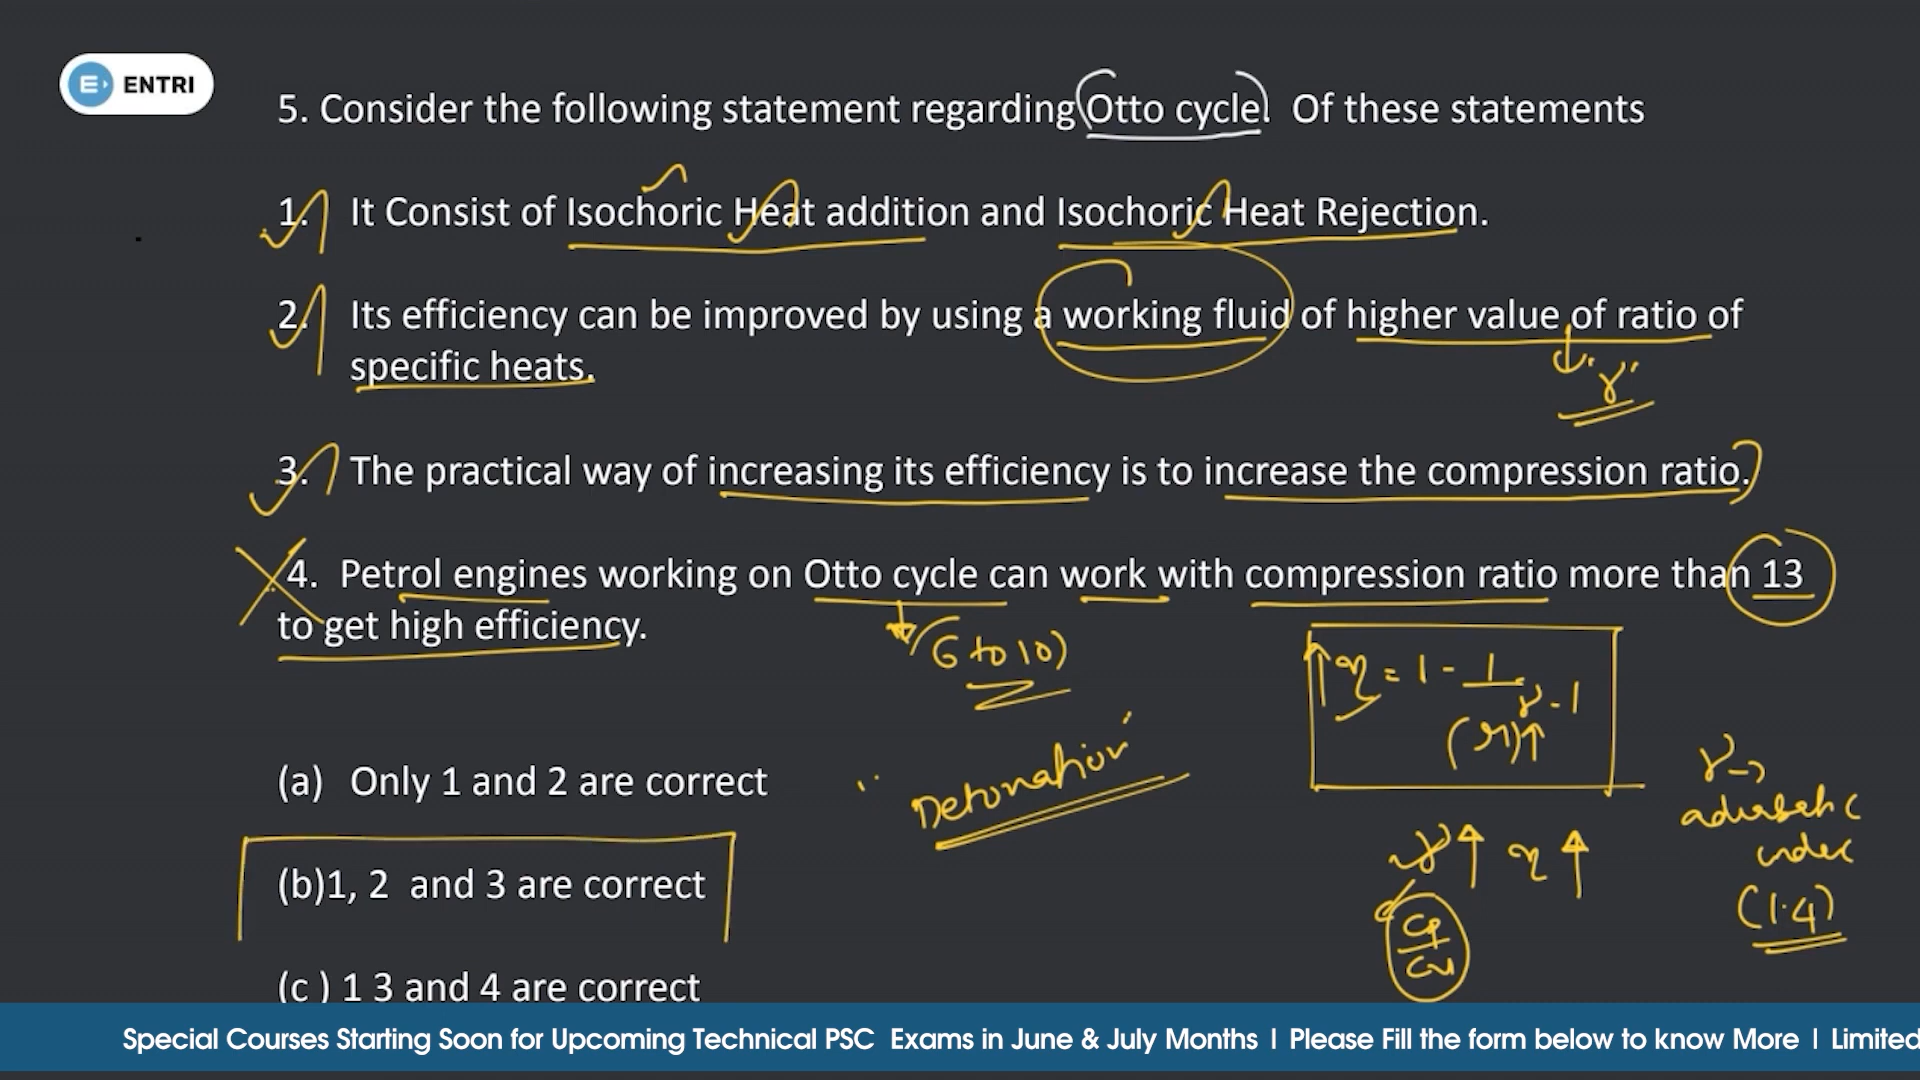 ENTRI
5. Consider the following statement regarding Otto cycle. Of these statements
1. It Consist of Isochoric Heat addition and Isochoric Heat Rejection.
2. Its efficiency can be improved by using a working fluid of higher value of ratio of
specific heats.
"γ"
3. The practical way of increasing its efficiency is to increase the compression ratio.
4. Petrol engines working on Otto cycle can work with compression ratio more than 13
to get high efficiency.
(6 to 10)
↑η = 1 - 1
(r)↑ γ-1
(a) Only 1 and 2 are correct
"Detonation"
γ→
adiabatic
index
(1.4)
γ↑ η↑
Cp
Cv
(b)1, 2 and 3 are correct
(c ) 1 3 and 4 are correct
Special Courses Starting Soon for Upcoming Technical PSC Exams in June & July Months | Please Fill the form below to know More | Limited